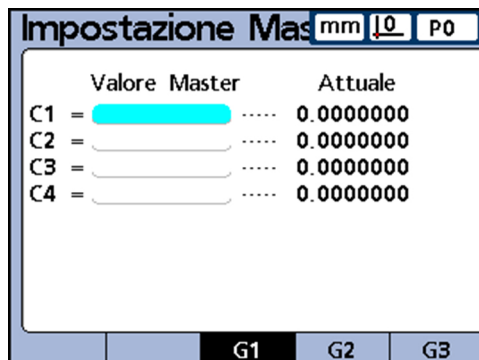 Impostazione Mas mm 0 P0
Valore Master Attuale
C1 = ..... 0.0000000
C2 = ..... 0.0000000
C3 = ..... 0.0000000
C4 = ..... 0.0000000
G1 G2 G3